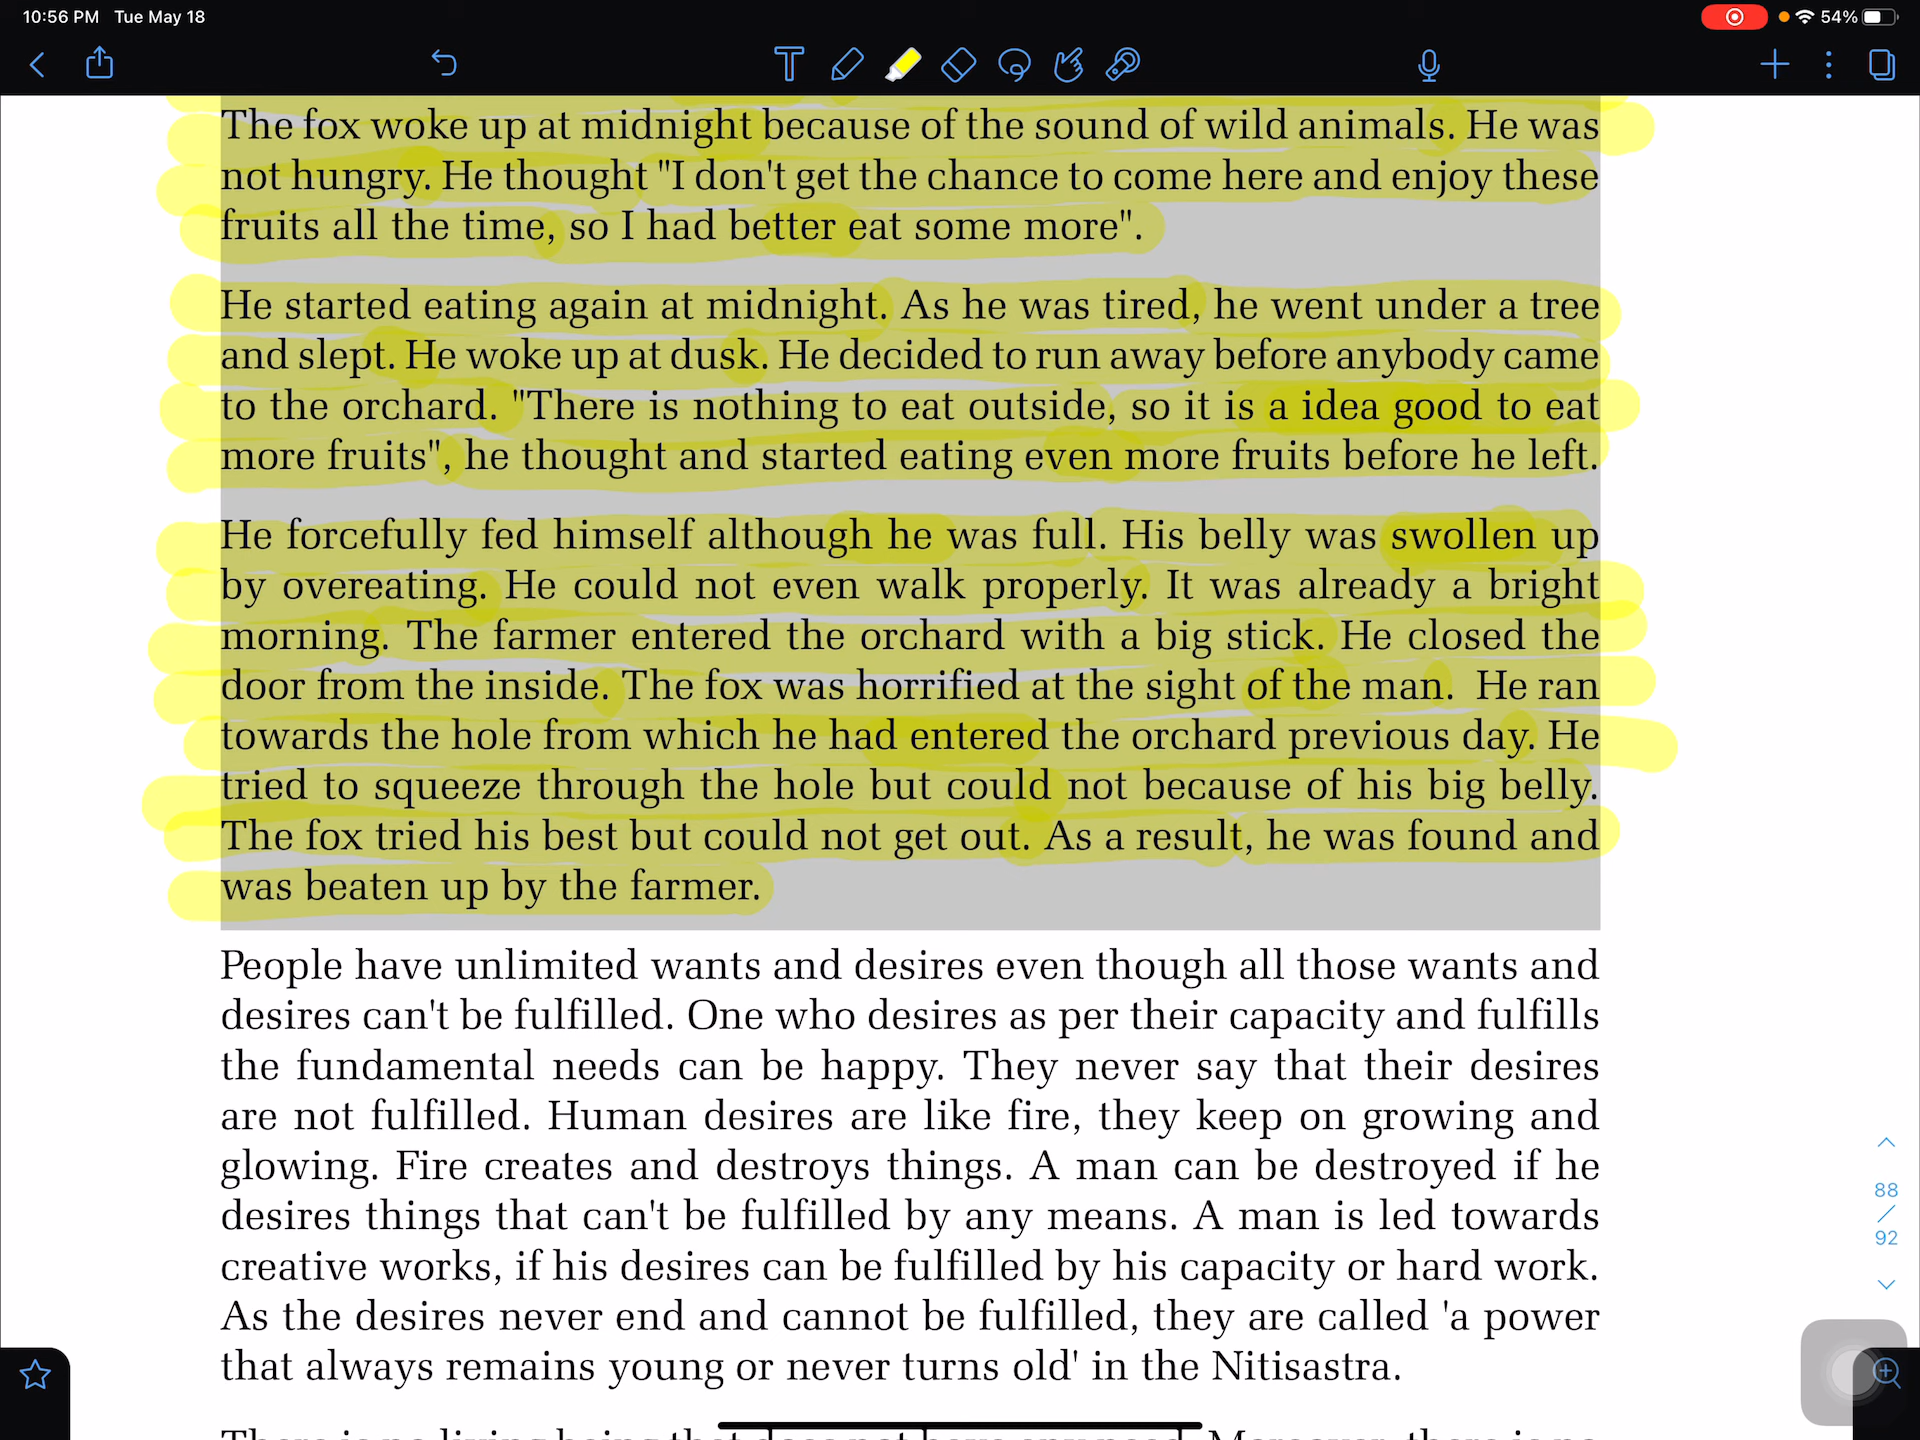 10:56 PM Tue May 18
54%
The fox woke up at midnight because of the sound of wild animals. He was
not hungry. He thought "I don't get the chance to come here and enjoy these
fruits all the time, so I had better eat some more".
He started eating again at midnight. As he was tired, he went under a tree
and slept. He woke up at dusk. He decided to run away before anybody came
to the orchard. "There is nothing to eat outside, so it is a idea good to eat
more fruits", he thought and started eating even more fruits before he left.
He forcefully fed himself although he was full. His belly was swollen up
by overeating. He could not even walk properly. It was already a bright
morning. The farmer entered the orchard with a big stick. He closed the
door from the inside. The fox was horrified at the sight of the man. He ran
towards the hole from which he had entered the orchard previous day. He
tried to squeeze through the hole but could not because of his big belly.
The fox tried his best but could not get out. As a result, he was found and
was beaten up by the farmer.
People have unlimited wants and desires even though all those wants and
desires can't be fulfilled. One who desires as per their capacity and fulfills
the fundamental needs can be happy. They never say that their desires
are not fulfilled. Human desires are like fire, they keep on growing and
glowing. Fire creates and destroys things. A man can be destroyed if he
desires things that can't be fulfilled by any means. A man is led towards
creative works, if his desires can be fulfilled by his capacity or hard work.
As the desires never end and cannot be fulfilled, they are called 'a power
that always remains young or never turns old' in the Nitisastra.
There is no living being that does not have any need. Moreover, there is no
88
/
92